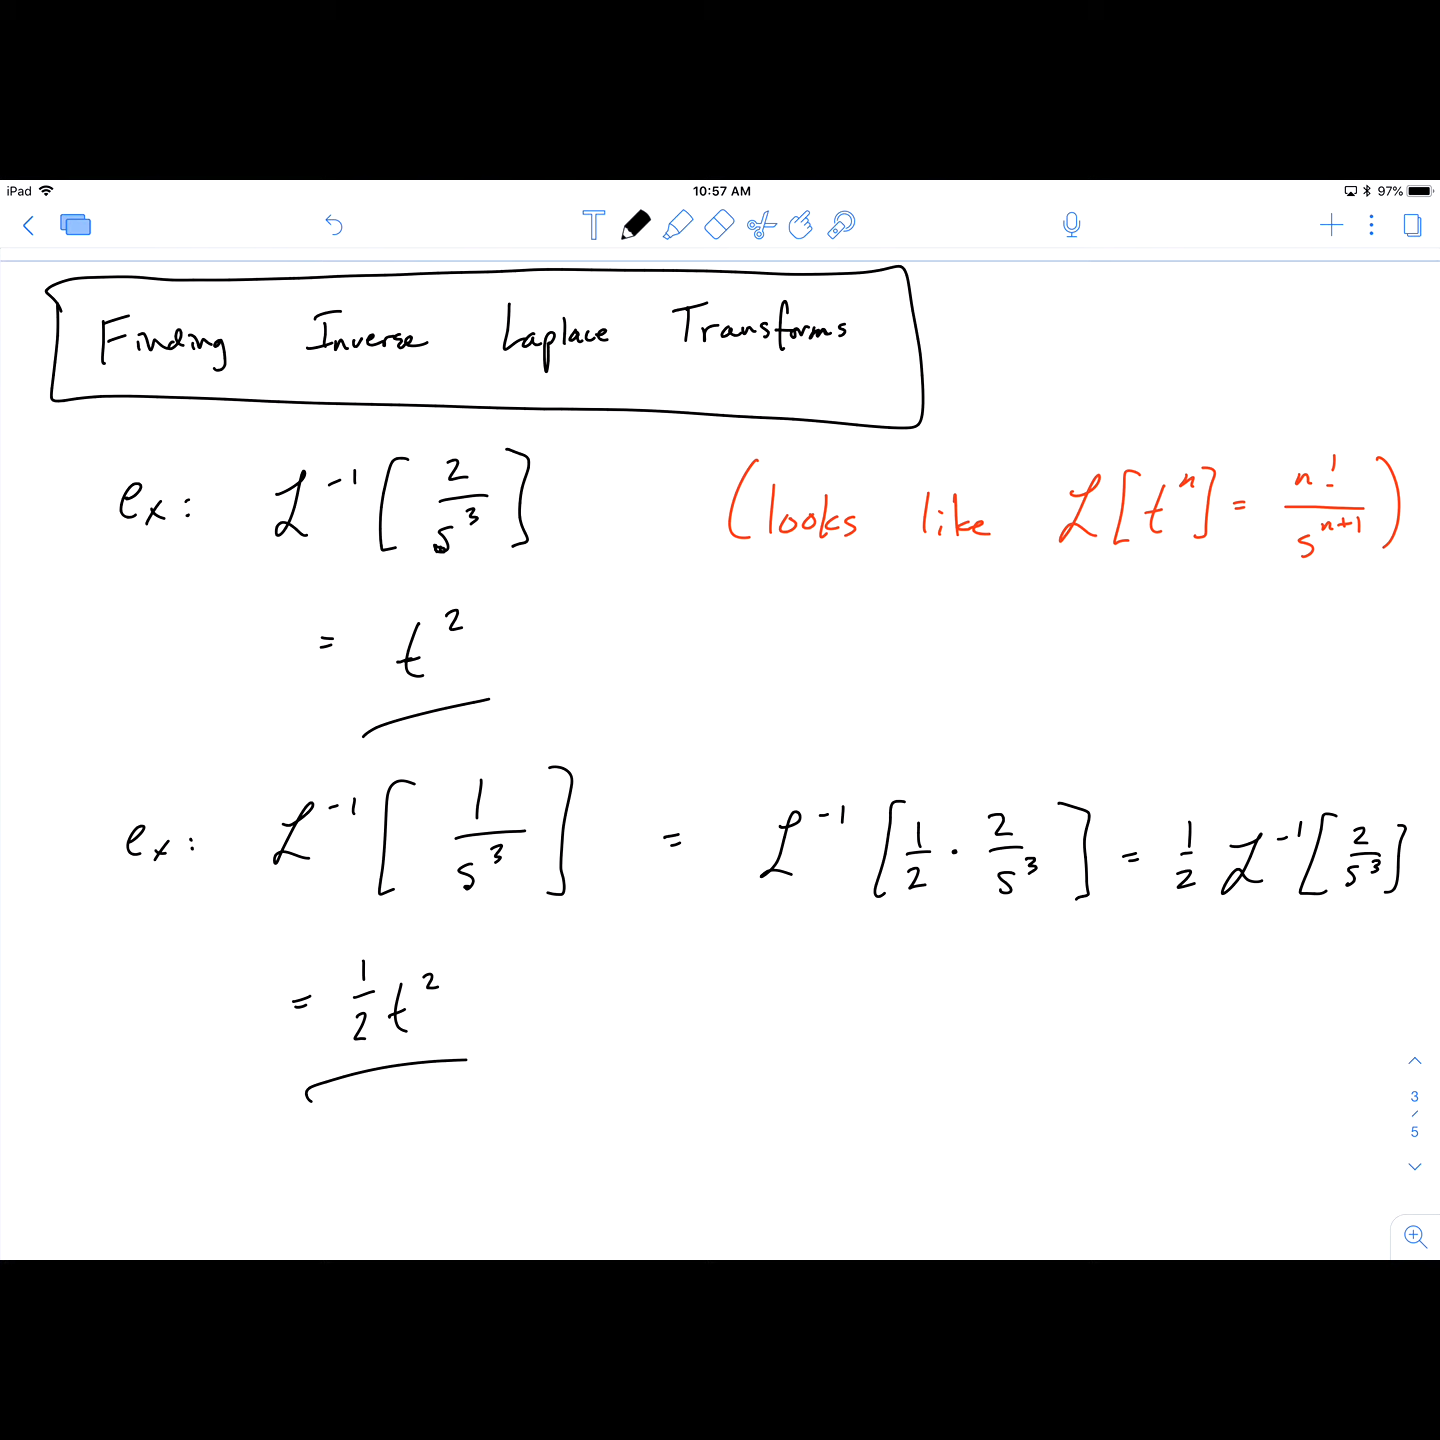 iPad 10:57 AM 97%
T
Finding Inverse Laplace Transforms
ex: ℒ⁻¹[2/s³] (looks like ℒ[tⁿ] = n!/sⁿ⁺¹)
= t²
ex: ℒ⁻¹[1/s³] = ℒ⁻¹[1/2 · 2/s³] = 1/2 ℒ⁻¹[2/s³]
= 1/2 t²
3
/
5